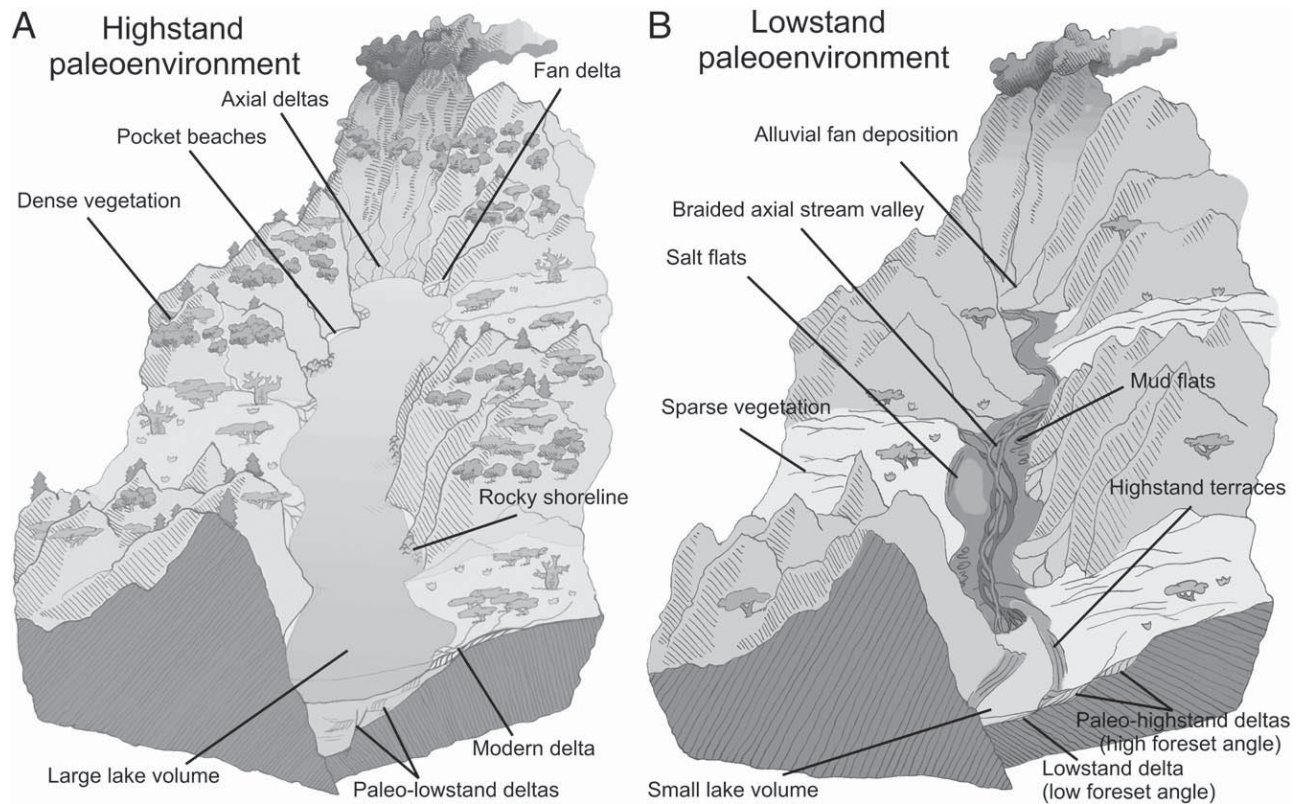 A
Highstand
paleoenvironment
Fan delta
Axial deltas
Pocket beaches
Dense vegetation
Rocky shoreline
Modern delta
Large lake volume
Paleo-lowstand deltas
B
Lowstand
paleoenvironment
Alluvial fan deposition
Braided axial stream valley
Salt flats
Mud flats
Sparse vegetation
Highstand terraces
Paleo-highstand deltas
(high foreset angle)
Lowstand delta
(low foreset angle)
Small lake volume